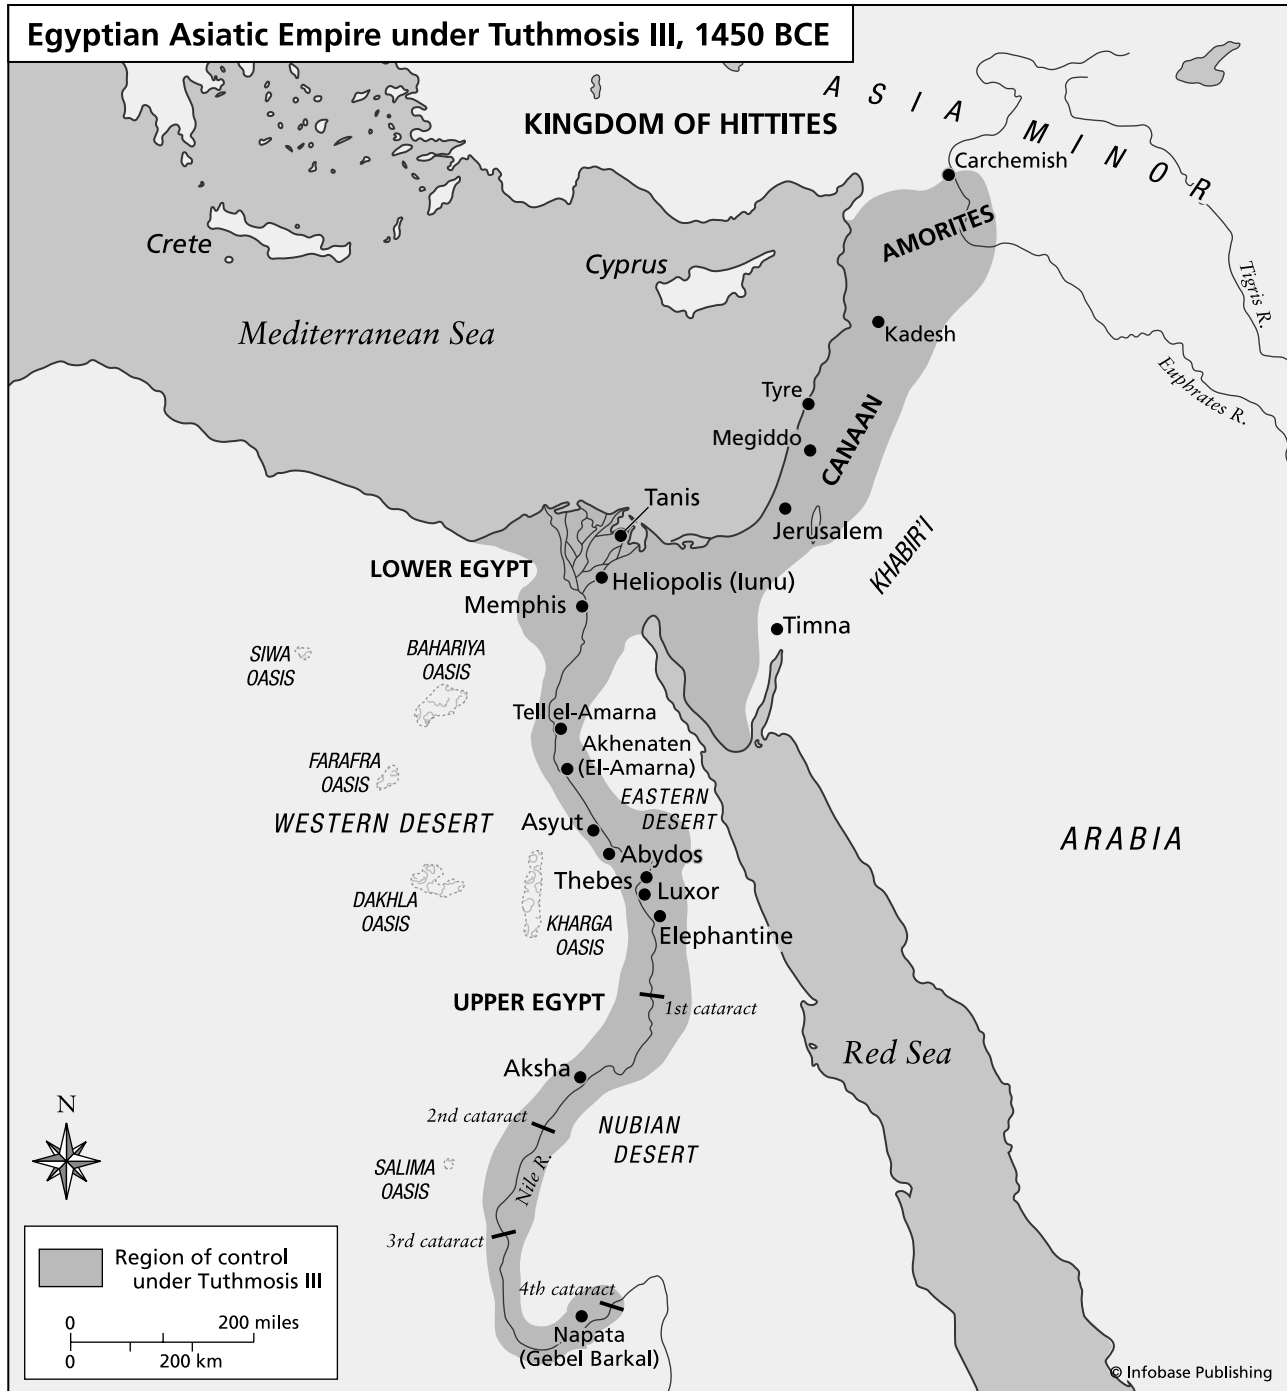 Egyptian Asiatic Empire under Tuthmosis III, 1450 BCE
ASIA MINOR
KINGDOM OF HITTITES
Carchemish
AMORITES
Crete
Cyprus
Tigris R.
Mediterranean Sea
Kadesh
Euphrates R.
Tyre
CANAAN
Megiddo
Tanis
Jerusalem
KHABIR'I
LOWER EGYPT
Heliopolis (Iunu)
Memphis
Timna
SIWA
OASIS
BAHARIYA
OASIS
Tell el-Amarna
Akhenaten
(El-Amarna)
FARAFRA
OASIS
EASTERN
DESERT
WESTERN DESERT
Asyut
ARABIA
Abydos
Thebes
Luxor
DAKHLA
OASIS
KHARGA
OASIS
Elephantine
UPPER EGYPT
1st cataract
Red Sea
Aksha
2nd cataract
NUBIAN
DESERT
N
SALIMA
OASIS
Nile R.
3rd cataract
Region of control
under Tuthmosis III
4th cataract
0 200 miles
0 200 km
Napata
(Gebel Barkal)
© Infobase Publishing